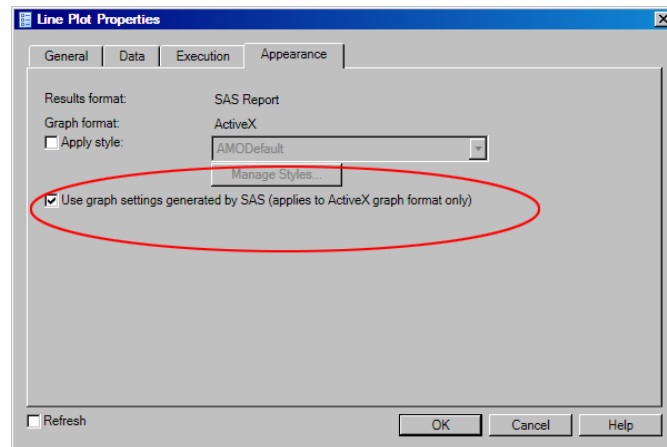 Line Plot Properties
General Data Execution Appearance
Results format: SAS Report
Graph format: ActiveX
Apply style: AMODefault
Manage Styles...
Use graph settings generated by SAS (applies to ActiveX graph format only)
Refresh OK Cancel Help